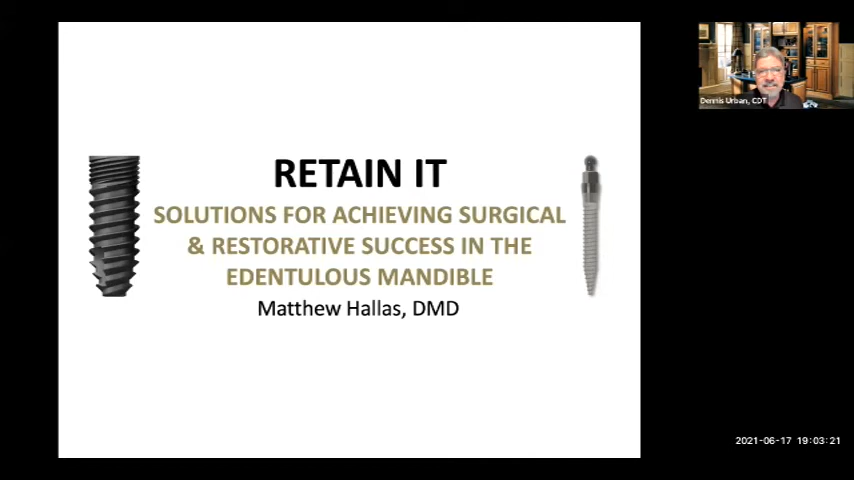 RETAIN IT
SOLUTIONS FOR ACHIEVING SURGICAL
& RESTORATIVE SUCCESS IN THE
EDENTULOUS MANDIBLE
Matthew Hallas, DMD
Dennis Urban, CDT
2021-06-17 19:03:21